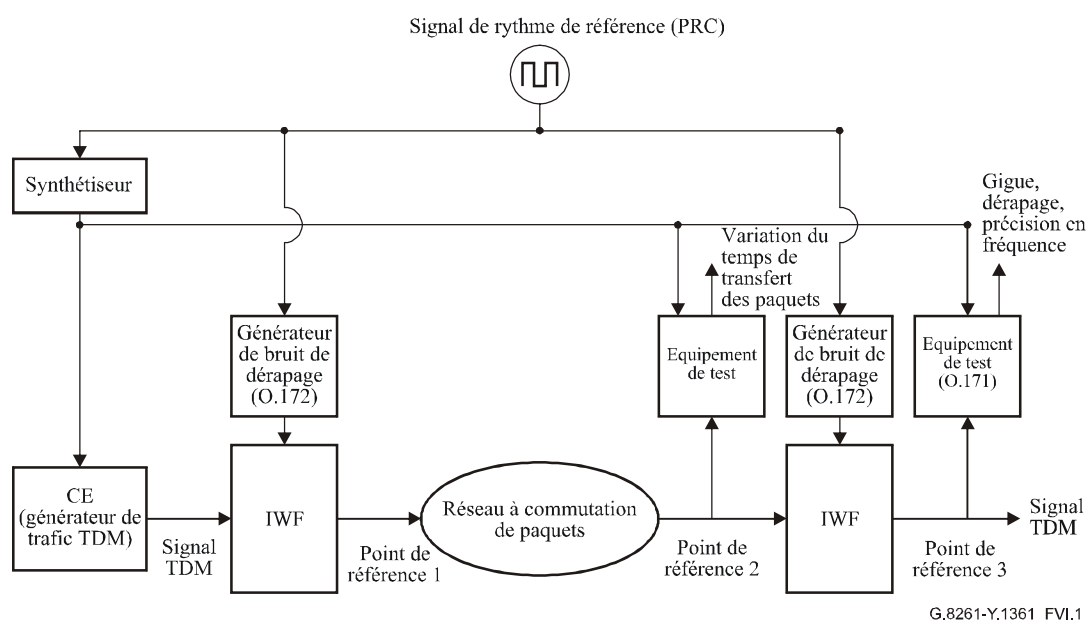 Signal de rythme de référence (PRC)
Synthétiseur
Gigue,
dérapage,
précision en
fréquence
Variation du
temps de
transfert
des paquets
Générateur
de bruit de
dérapage
(O.172)
Equipement
de test
Générateur
de bruit de
dérapage
(O.172)
Equipement
de test
(O.171)
CE
(générateur de
trafic TDM)
Signal
TDM
IWF
Point de
référence 1
Réseau à commutation
de paquets
Point de
référence 2
IWF
Point de
référence 3
Signal
TDM
G.8261-Y.1361_FVI.1